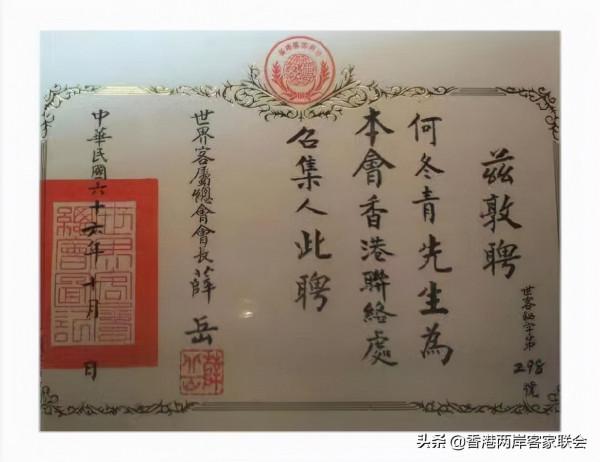 茲敦聘
世客秘字第298號
何冬青先生為
本會香港聯絡處
召集人此聘
世界客屬總會會長薛岳
中華民國六十六年十月 日
头条 @香港两岸客家联会